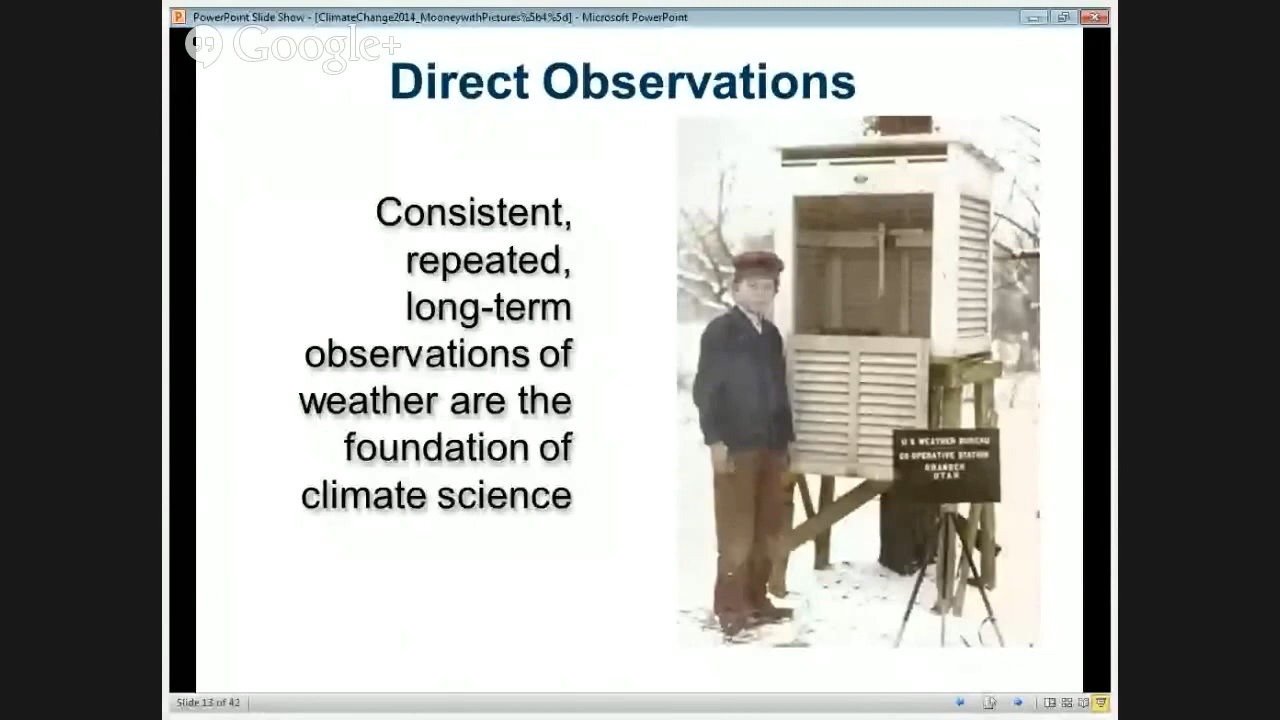 PowerPoint Slide Show - [ClimateChange2014_MooneywithPictures%5b4%5d] - Microsoft PowerPoint
Google+
Direct Observations
Consistent,
repeated,
long-term
observations of
weather are the
foundation of
climate science
U S WEATHER BUREAU
CO-OPERATIVE STATION
GRANGER
UTAH
Slide 13 of 42